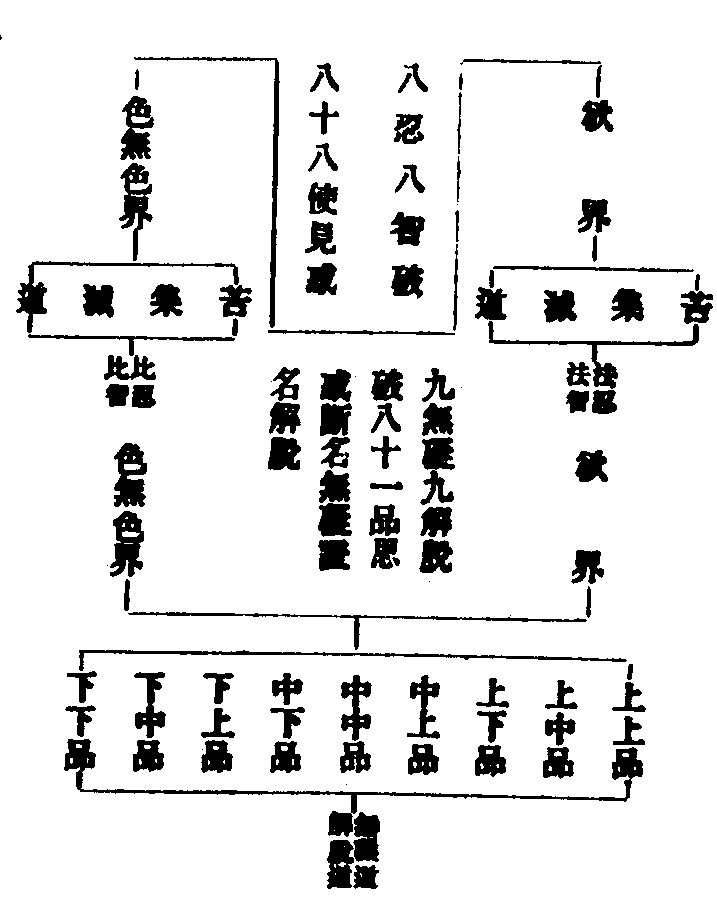 欲界
苦
集
滅
道
法忍
法智
八忍八智破
八十八使見惑
色無色界
苦
集
滅
道
比忍
比智
欲界
九無礙九解脫
破八十一品思
惑斷名無礙證
名解脫
色無色界
上上品
上中品
上下品
中上品
中中品
中下品
下上品
下中品
下下品
無礙道
解脫道